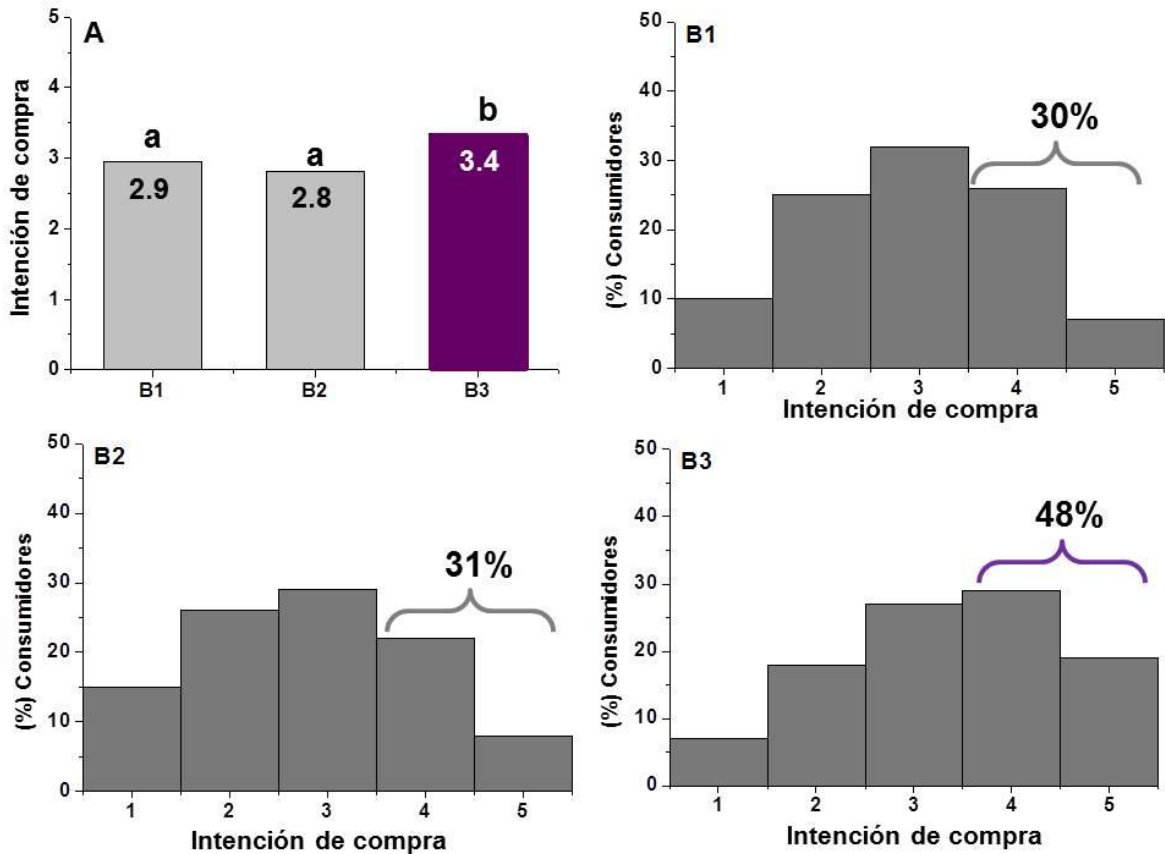 A
Intención de compra
5
4
3
2
1
0
a
a
b
2.9
2.8
3.4
B1
B2
B3
B1
(%) Consumidores
50
40
30
20
10
0
30%
1
2
3
4
5
Intención de compra
B2
(%) Consumidores
50
40
30
20
10
0
31%
1
2
3
4
5
Intención de compra
B3
(%) Consumidores
50
40
30
20
10
0
48%
1
2
3
4
5
Intención de compra